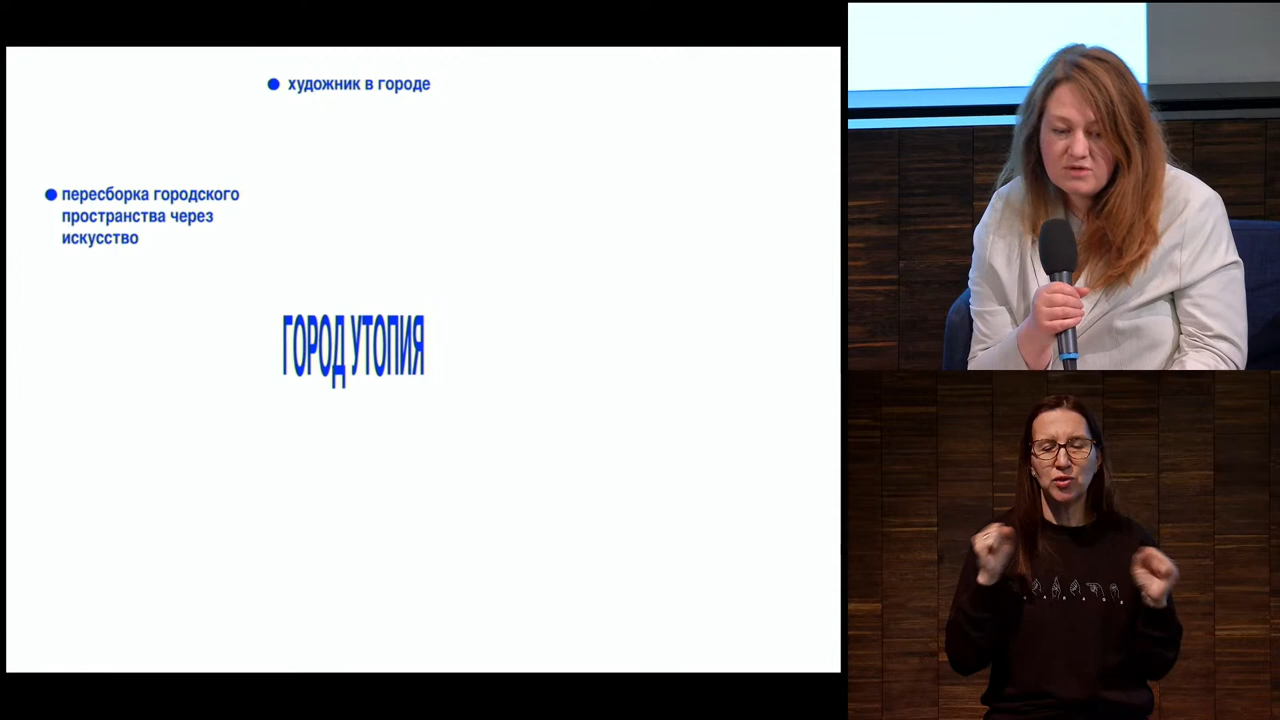 художник в городе
пересборка городского
пространства через
искусство
ГОРОД УТОПИЯ